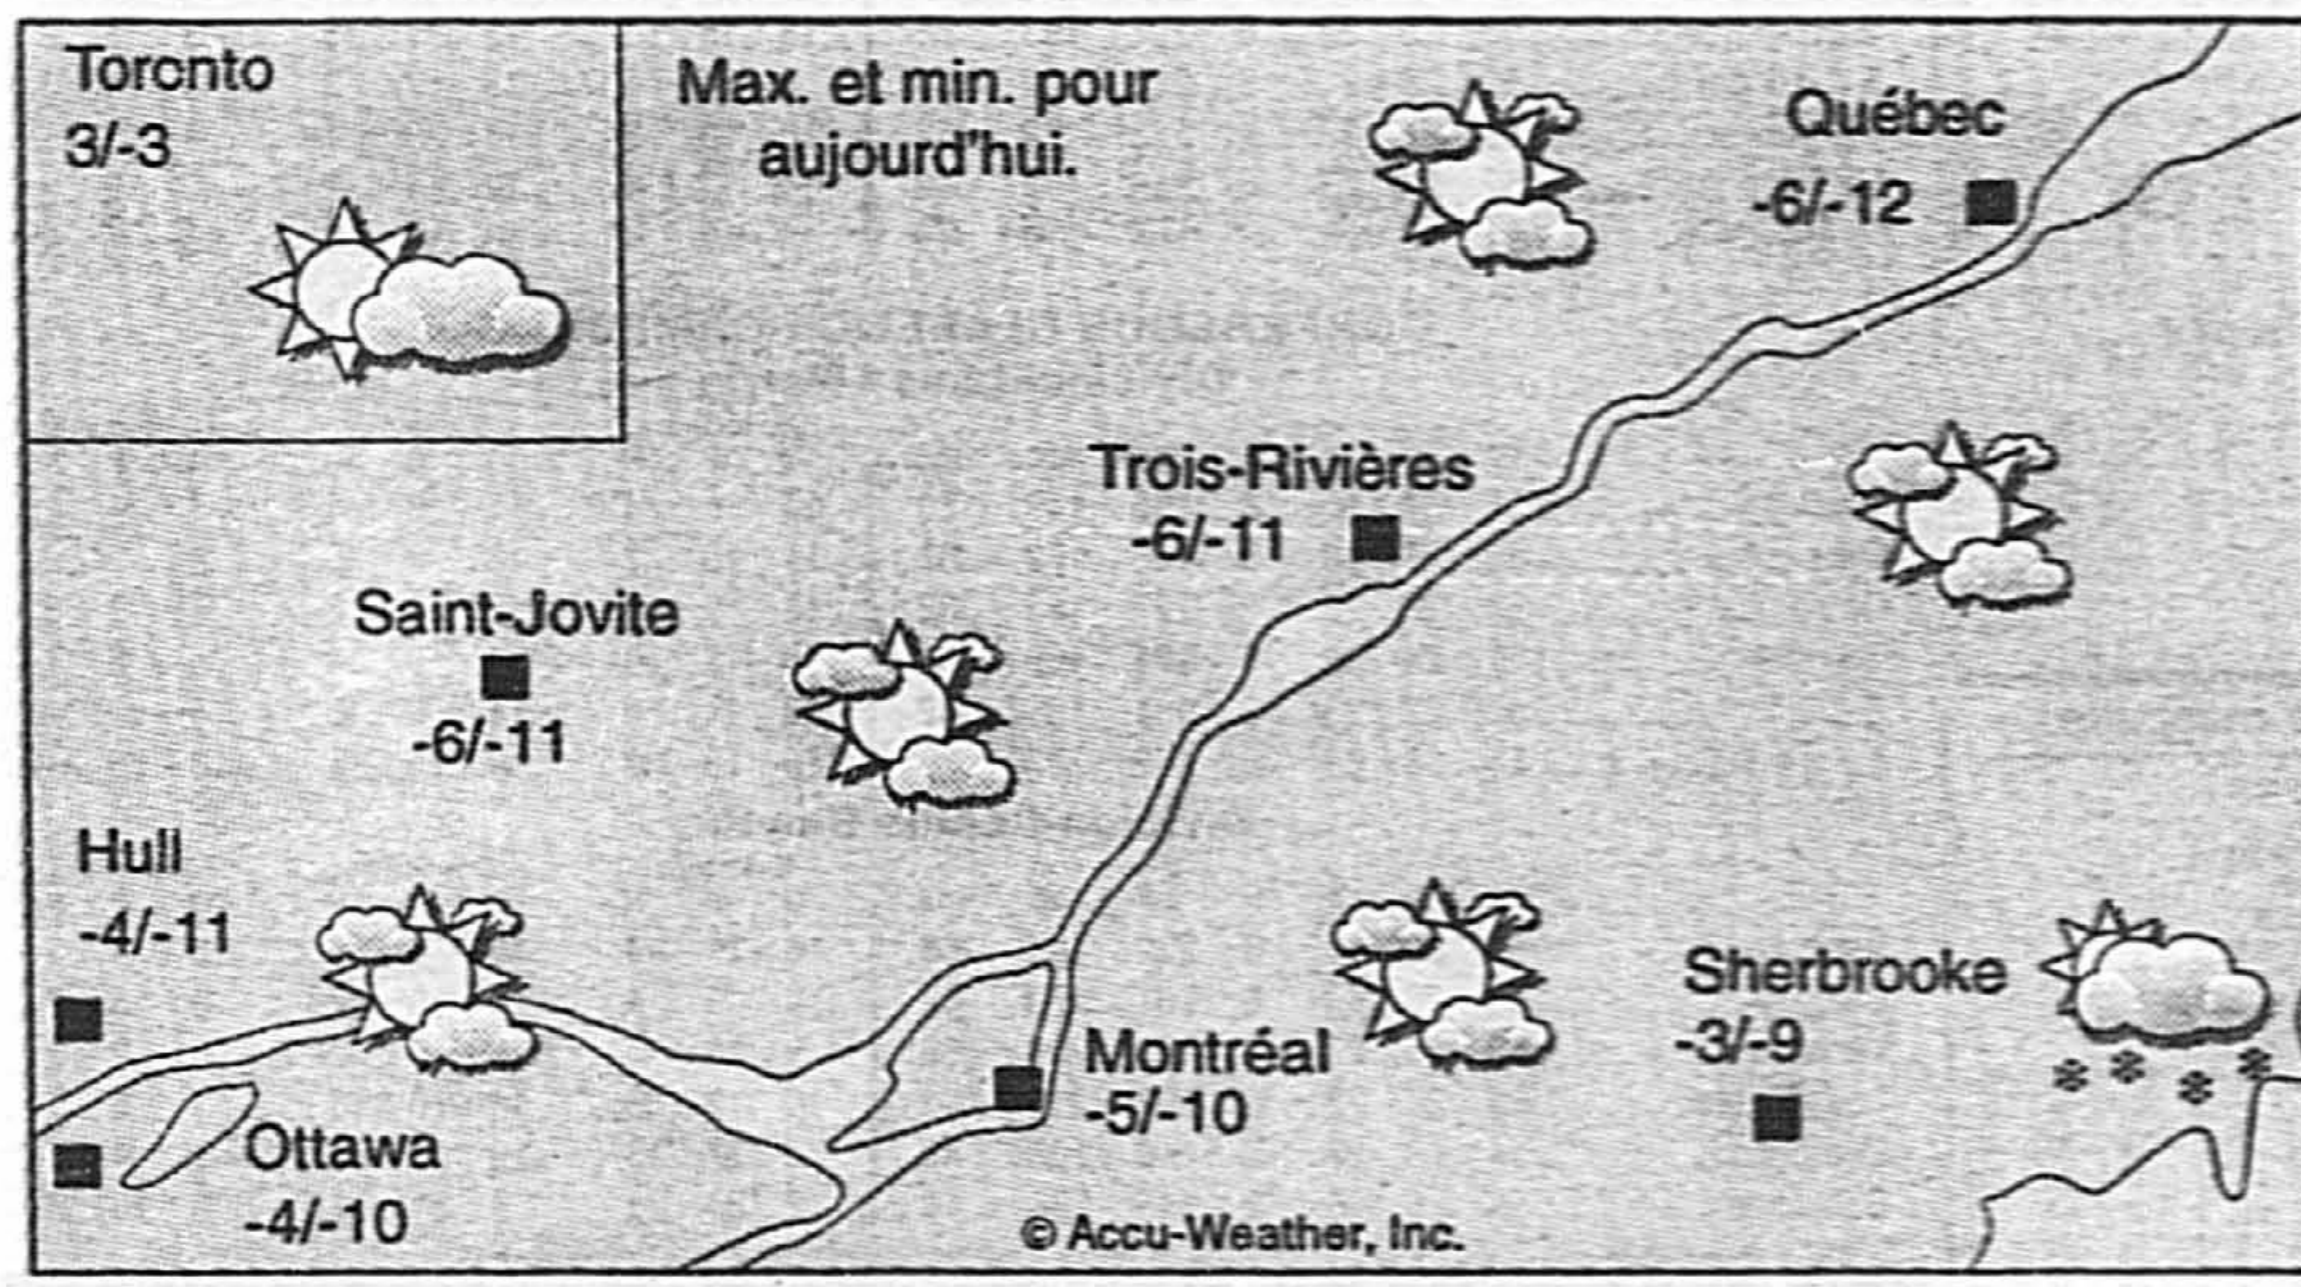 Toronto
3/-3
Max. et min. pour
aujourd'hui.
Québec
-6/-12
Trois-Rivières
-6/-11
Saint-Jovite
-6/-11
Hull
-4/-11
Montréal
-5/-10
Sherbrooke
-3/-9
Ottawa
-4/-10
© Accu-Weather, Inc.